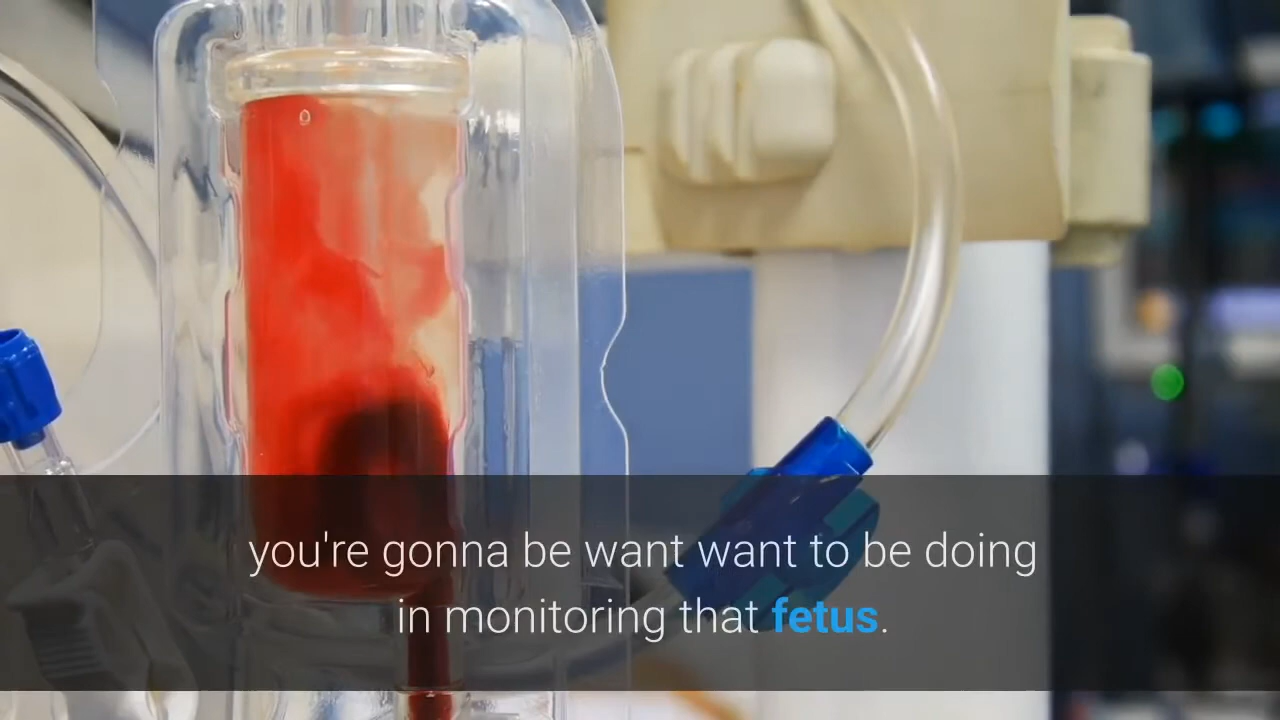 you're gonna be want want to be doing
in monitoring that fetus.